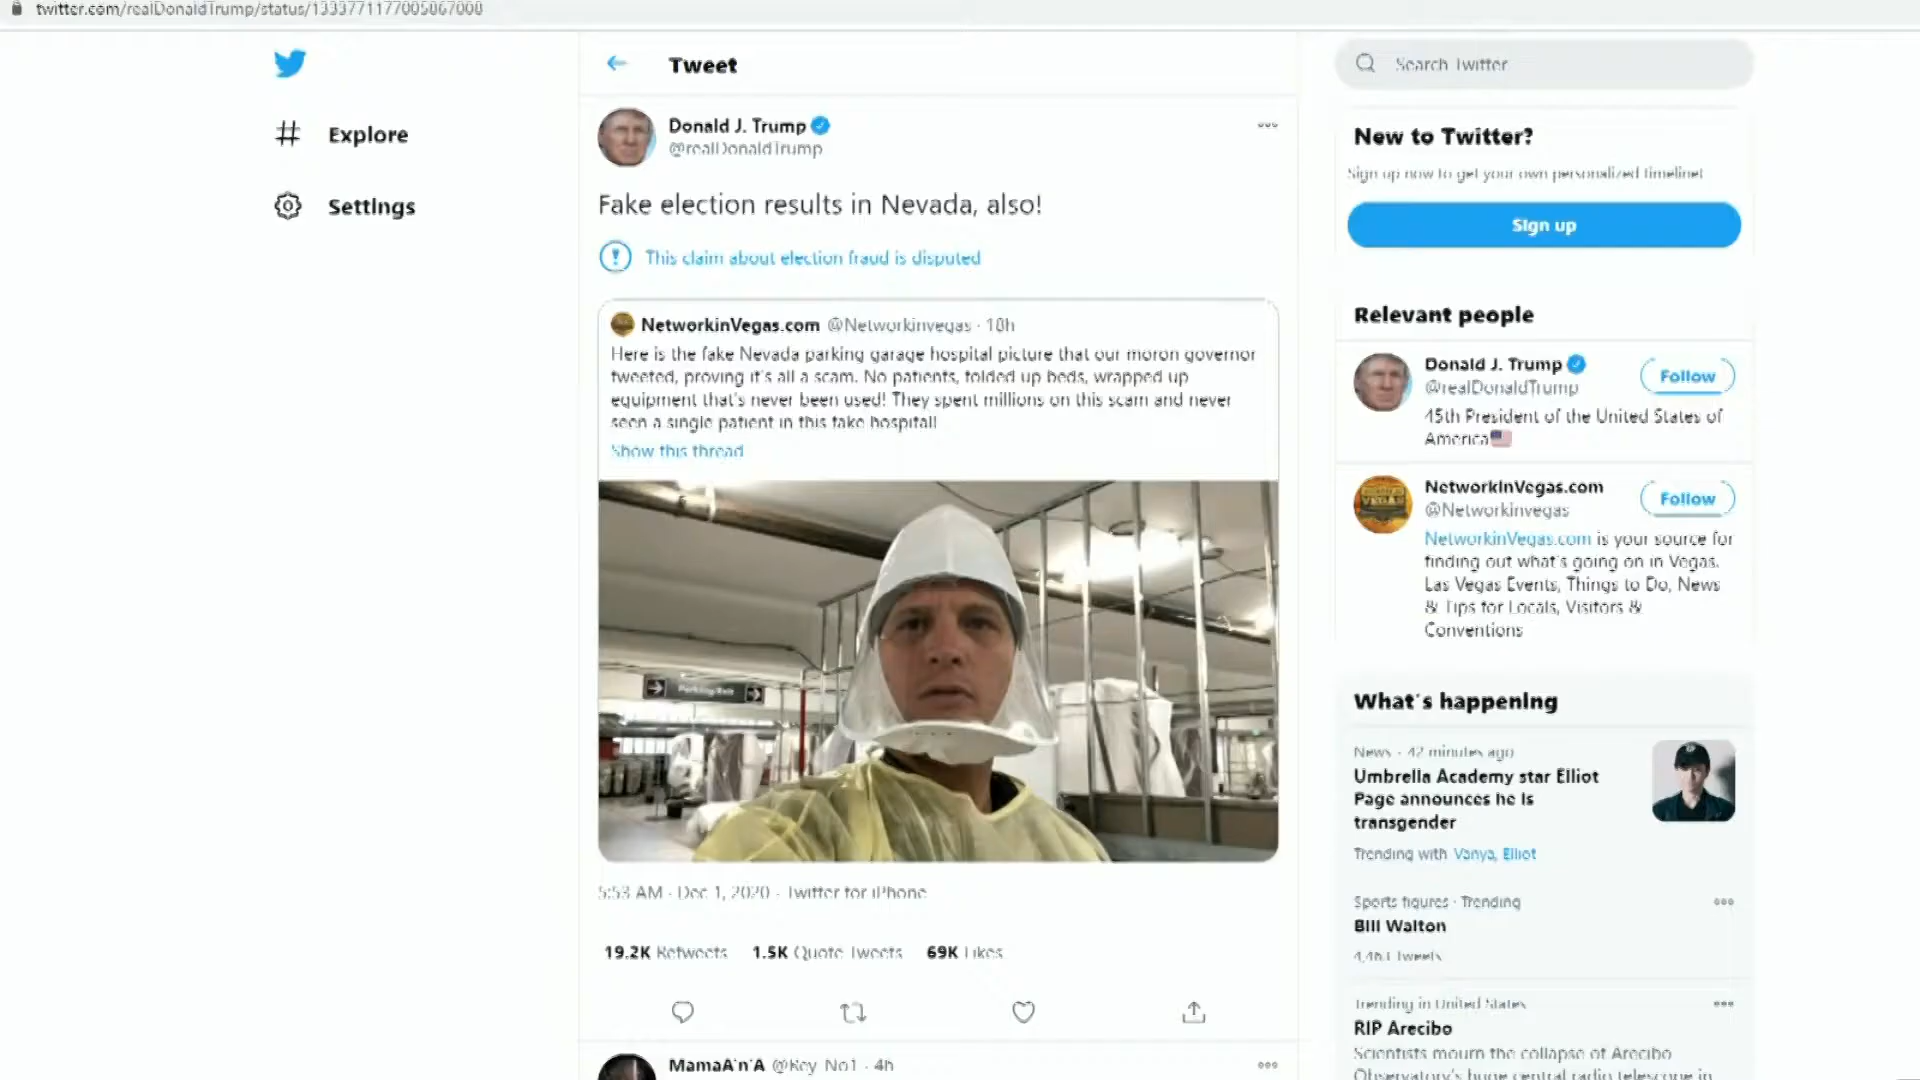 twitter.com/realDonaldTrump/status/1333771177005067000
Explore
Settings
Tweet
Donald J. Trump
@realDonaldTrump
Fake election results in Nevada, also!
This claim about election fraud is disputed
NetworkinVegas.com @Networkinvegas · 10h
Here is the fake Nevada parking garage hospital picture that our moron governor
tweeted, proving it's all a scam. No patients, folded up beds, wrapped up
equipment that's never been used! They spent millions on this scam and never
seen a single patient in this fake hospital!
Show this thread
Parking/Exit
5:53 AM · Dec 1, 2020 · Twitter for iPhone
19.2K Retweets 1.5K Quote Tweets 69K Likes
MamaA'n'A @Key_No1 · 4h
Search Twitter
New to Twitter?
Sign up now to get your own personalized timeline!
Sign up
Relevant people
Donald J. Trump
@realDonaldTrump
Follow
45th President of the United States of
America
NetworkinVegas.com
@Networkinvegas
Follow
NetworkinVegas.com is your source for
finding out what's going on in Vegas.
Las Vegas Events, Things to Do, News
& Tips for Locals, Visitors &
Conventions
What's happening
News · 42 minutes ago
Umbrella Academy star Elliot
Page announces he is
transgender
Trending with Vanya, Elliot
Sports figures · Trending
Bill Walton
Tweets
Trending in United States
RIP Arecibo
Scientists mourn the collapse of Arecibo
Observatory's huge central radio telescope in